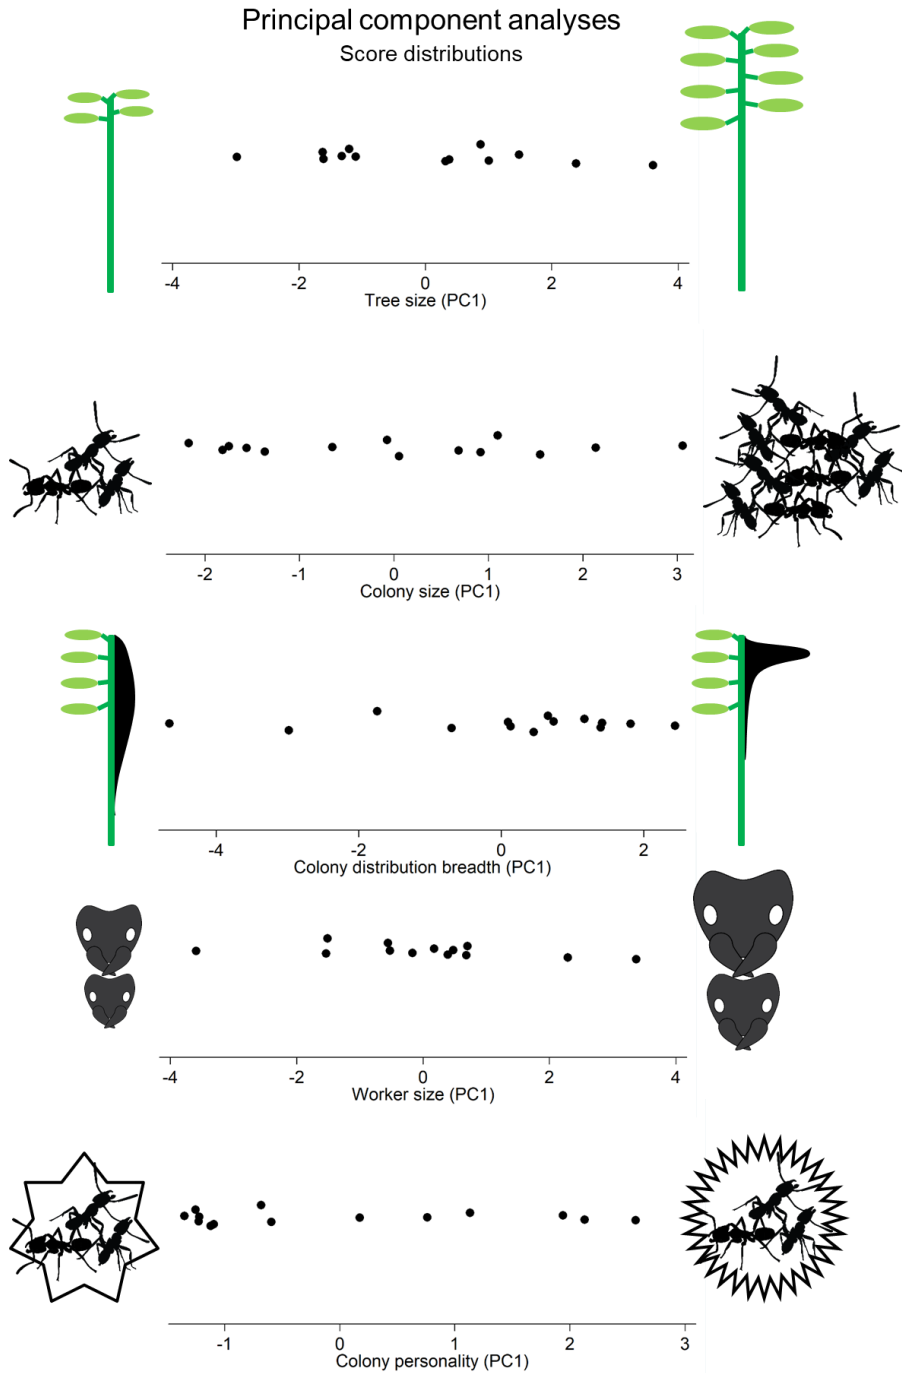 Principal component analyses
Score distributions
-4 -2 0 2 4
Tree size (PC1)
-2 -1 0 1 2 3
Colony size (PC1)
-4 -2 0 2
Colony distribution breadth (PC1)
-4 -2 0 2 4
Worker size (PC1)
-1 0 1 2 3
Colony personality (PC1)